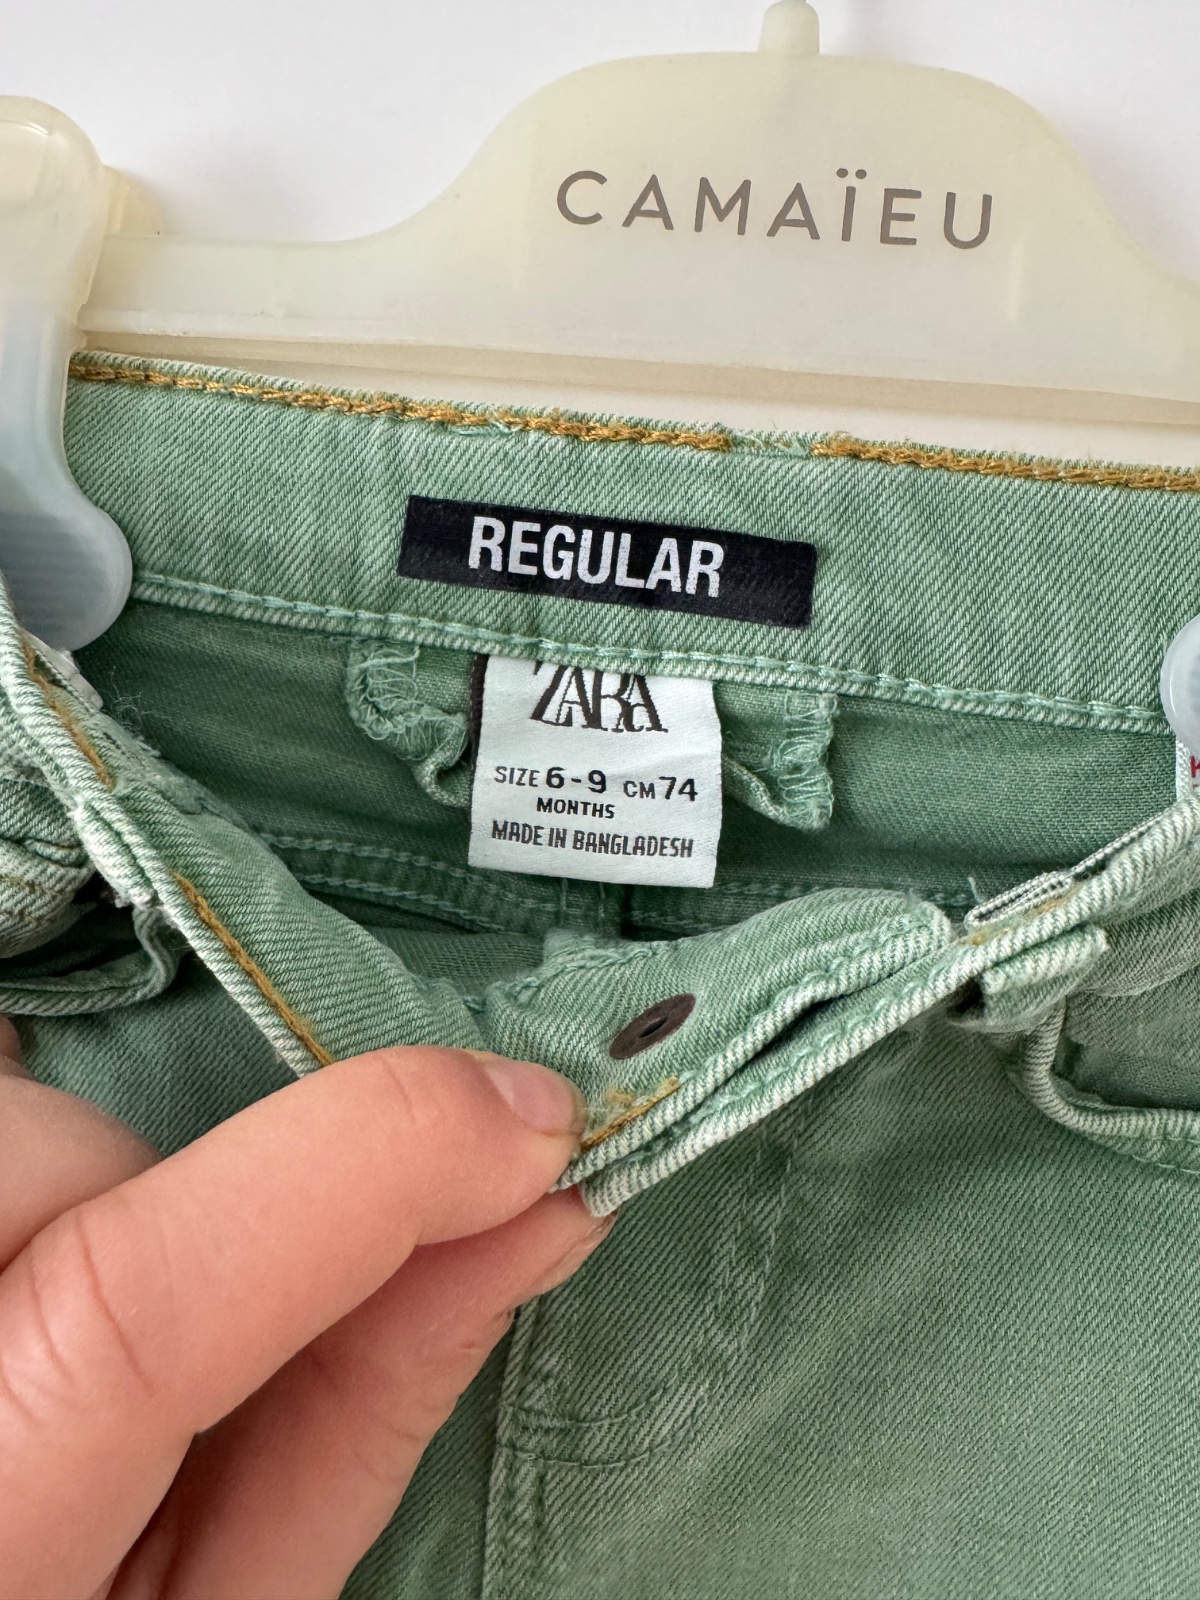 CAMAÏEU
REGULAR
ZARA
SIZE 6-9 CM 74
MONTHS
MADE IN BANGLADESH